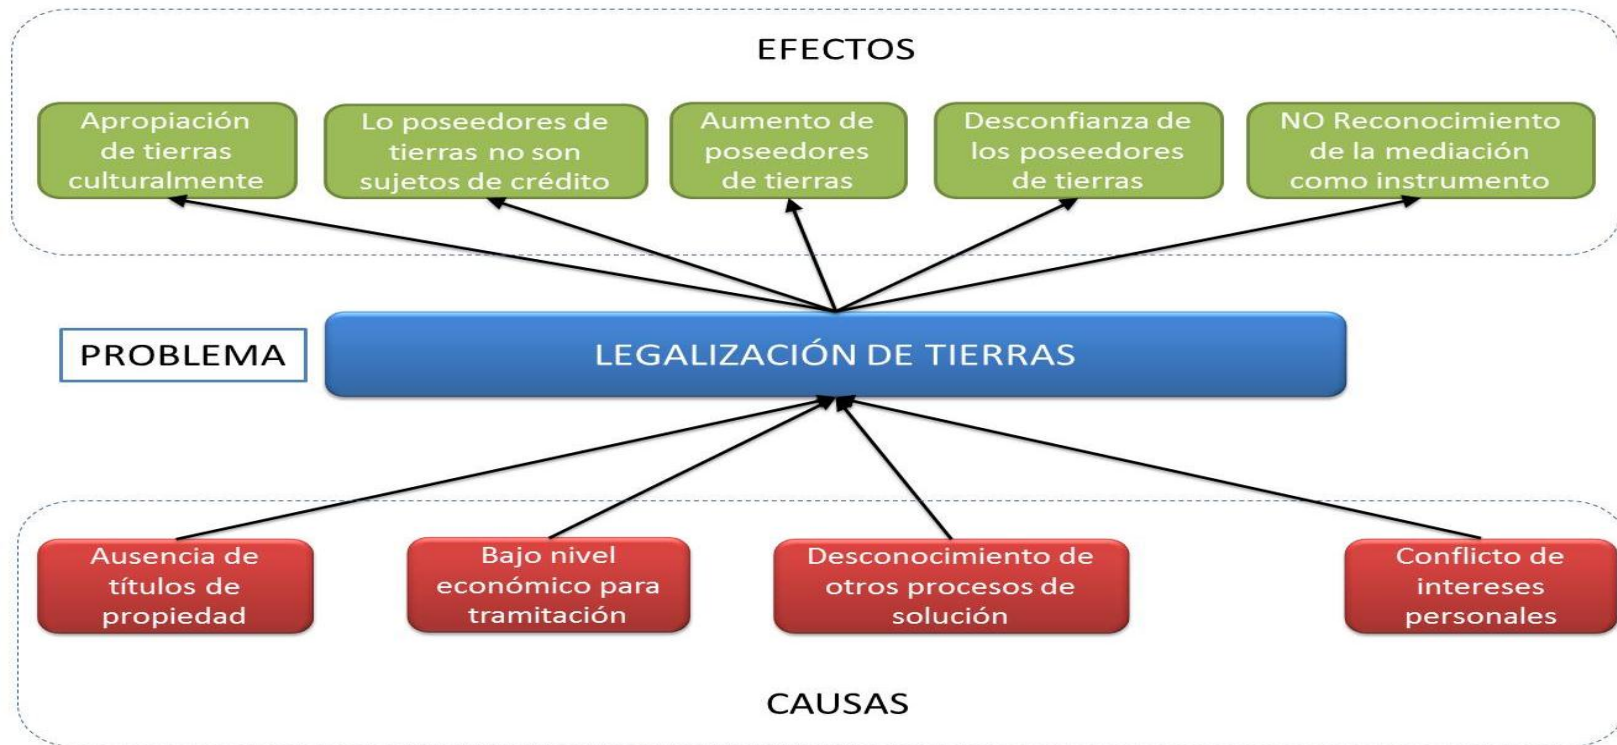 EFECTOS
Apropiación
de tierras
culturalmente
Lo poseedores de
tierras no son
sujetos de crédito
Aumento de
poseedores
de tierras
Desconfianza de
los poseedores
de tierras
NO Reconocimiento
de la mediación
como instrumento
PROBLEMA
LEGALIZACIÓN DE TIERRAS
Ausencia de
títulos de
propiedad
Bajo nivel
económico para
tramitación
Desconocimiento de
otros procesos de
solución
Conflicto de
intereses
personales
CAUSAS